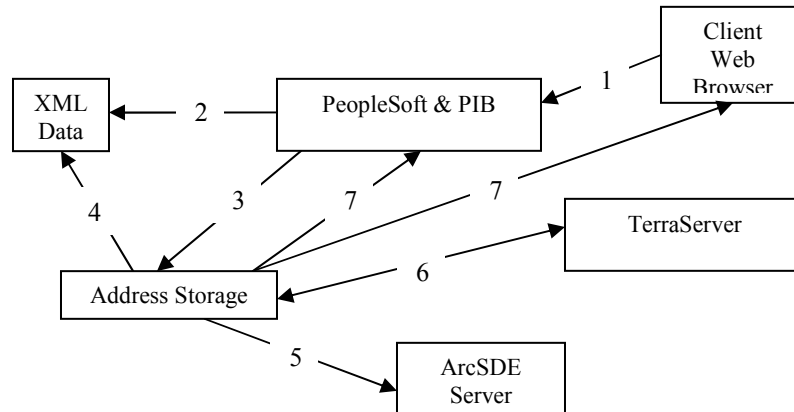 Client
Web
Browser
1
XML
Data
2
PeopleSoft & PIB
4
3
7
7
TerraServer
6
Address Storage
5
ArcSDE
Server